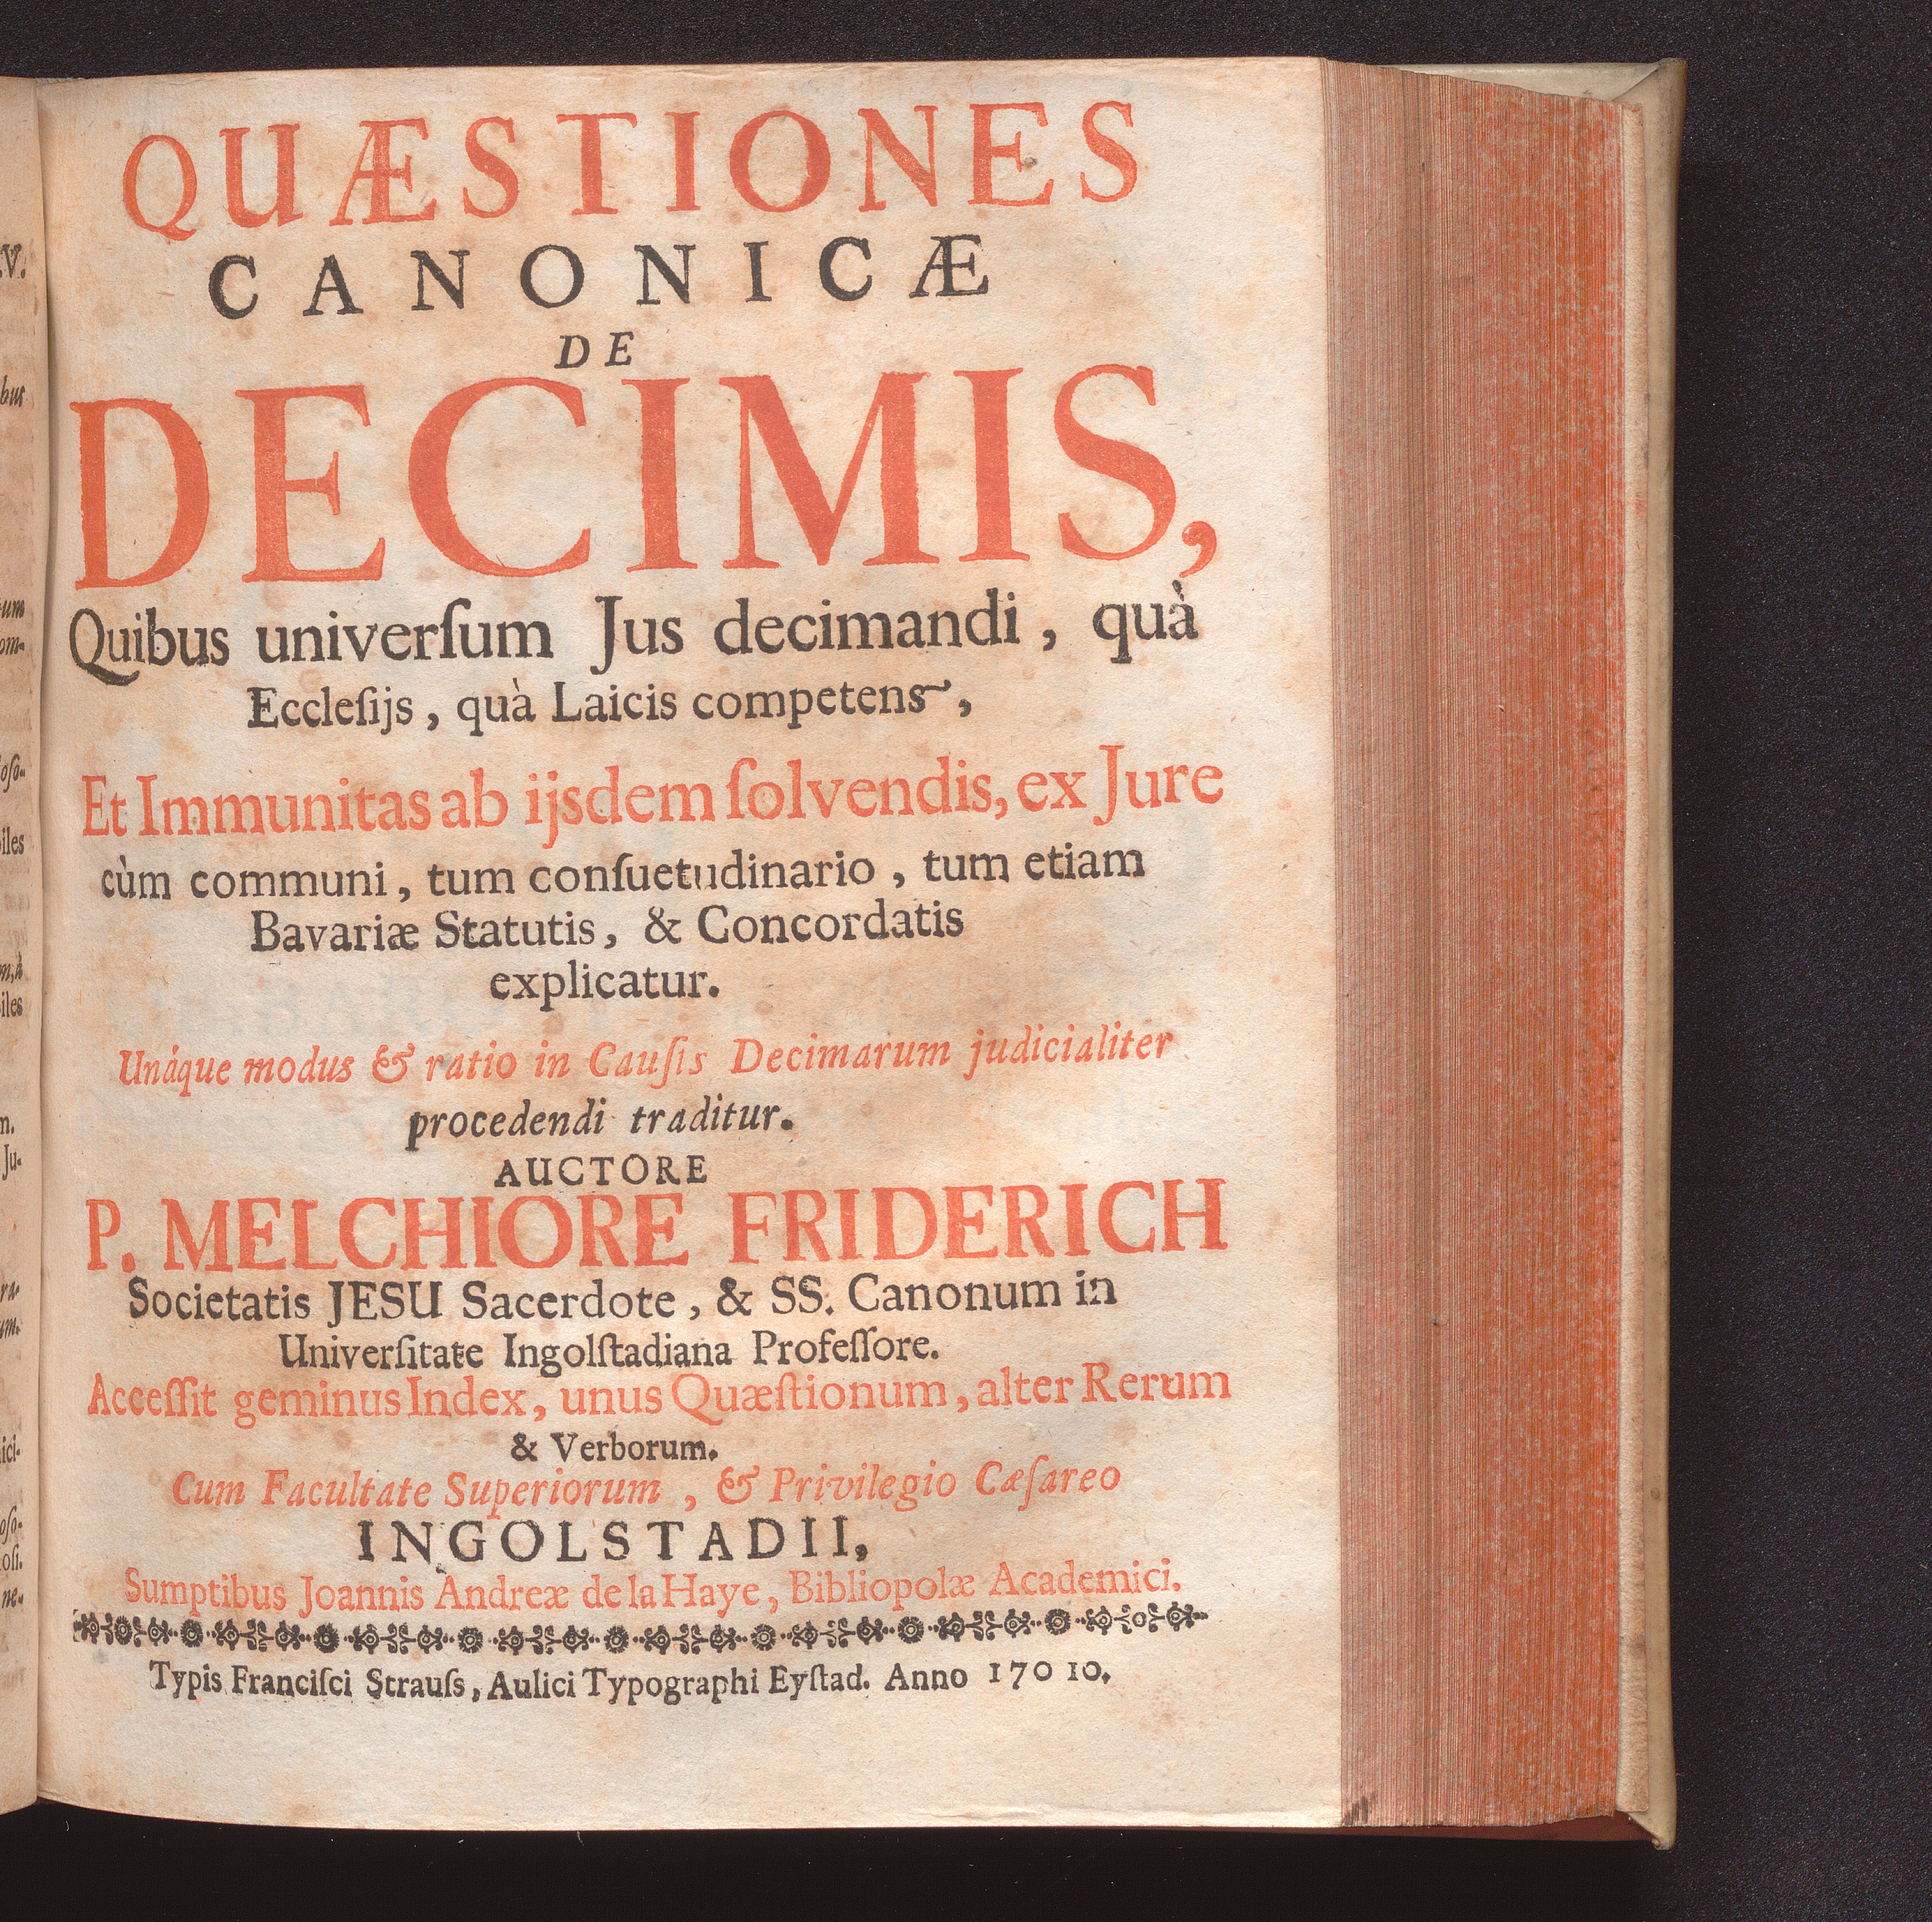 QUÆSTIONES
CANONICÆ
DE
DECIMIS,
Quibus univerſum Jus decimandi, quà
Eccleſijs, quà Laicis competens,
Et Immunitas ab ijsdem ſolvendis, ex Jure
cùm communi, tum conſuetudinario, tum etiam
Bavariæ Statutis, & Concordatis
explicatur.
Unáque modus & ratio in Cauſis Decimarum judicialiter
procedendi traditur.
AUCTORE
P. MELCHIORE FRIDERICH
Societatis JESU Sacerdote, & SS. Canonum in
Univerſitate Ingolſtadiana Profeſſore.
Acceſſit geminus Index, unus Quæſtionum, alter Rerum
& Verborum.
Cum Facultate Superiorum, & Privilegio Cæſareo
INGOLSTADII,
Sumptibus Joannis Andreæ de la Haye, Bibliopolæ Academici.
Typis Franciſci Strauſs, Aulici Typographi Eyſtad. Anno 170 10.